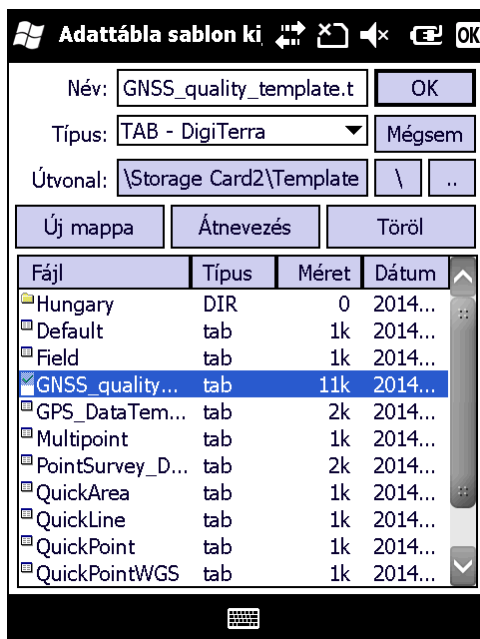 Adattábla sablon ki OK
Név: GNSS_quality_template.t OK
Típus: TAB - DigiTerra Mégsem
Útvonal: \Storage Card2\Template \ ..
Új mappa Átnevezés Töröl
Fájl Típus Méret Dátum
Hungary DIR 0 2014...
Default tab 1k 2014...
Field tab 1k 2014...
GNSS_quality... tab 11k 2014...
GPS_DataTem... tab 2k 2014...
Multipoint tab 1k 2014...
PointSurvey_D... tab 2k 2014...
QuickArea tab 1k 2014...
QuickLine tab 1k 2014...
QuickPoint tab 1k 2014...
QuickPointWGS tab 1k 2014...